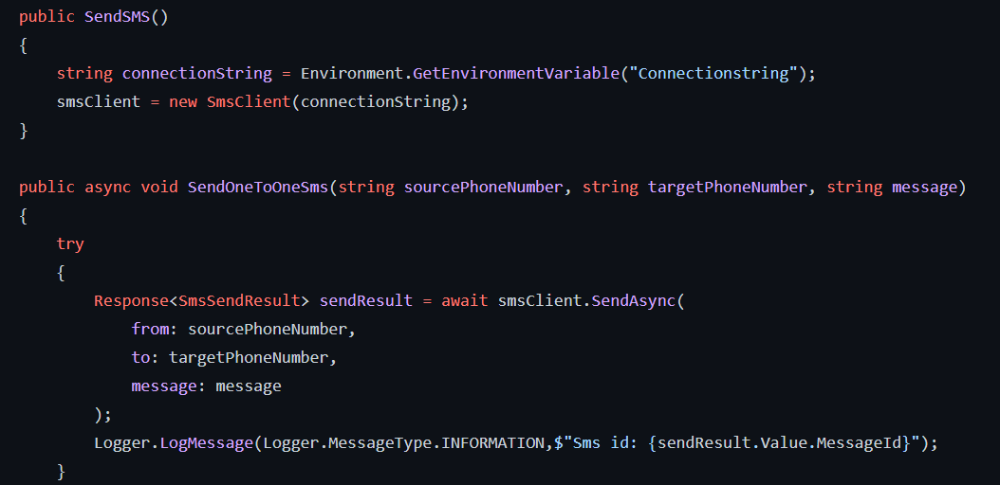 public SendSMS()
{
    string connectionString = Environment.GetEnvironmentVariable("Connectionstring");
    smsClient = new SmsClient(connectionString);
}

public async void SendOneToOneSms(string sourcePhoneNumber, string targetPhoneNumber, string message)
{
    try
    {
        Response<SmsSendResult> sendResult = await smsClient.SendAsync(
            from: sourcePhoneNumber,
            to: targetPhoneNumber,
            message: message
        );
        Logger.LogMessage(Logger.MessageType.INFORMATION,$"Sms id: {sendResult.Value.MessageId}");
    }